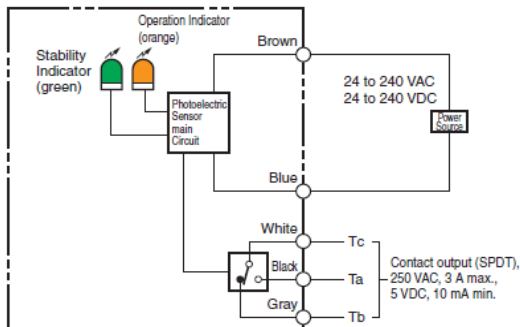 Operation Indicator
(orange)
Stability
Indicator
(green)
Brown
24 to 240 VAC
24 to 240 VDC
Photoelectric
Sensor
main
Circuit
Power
Source
Blue
White
Tc
Black
Ta
Contact output (SPDT),
250 VAC, 3 A max.,
5 VDC, 10 mA min.
Gray
Tb